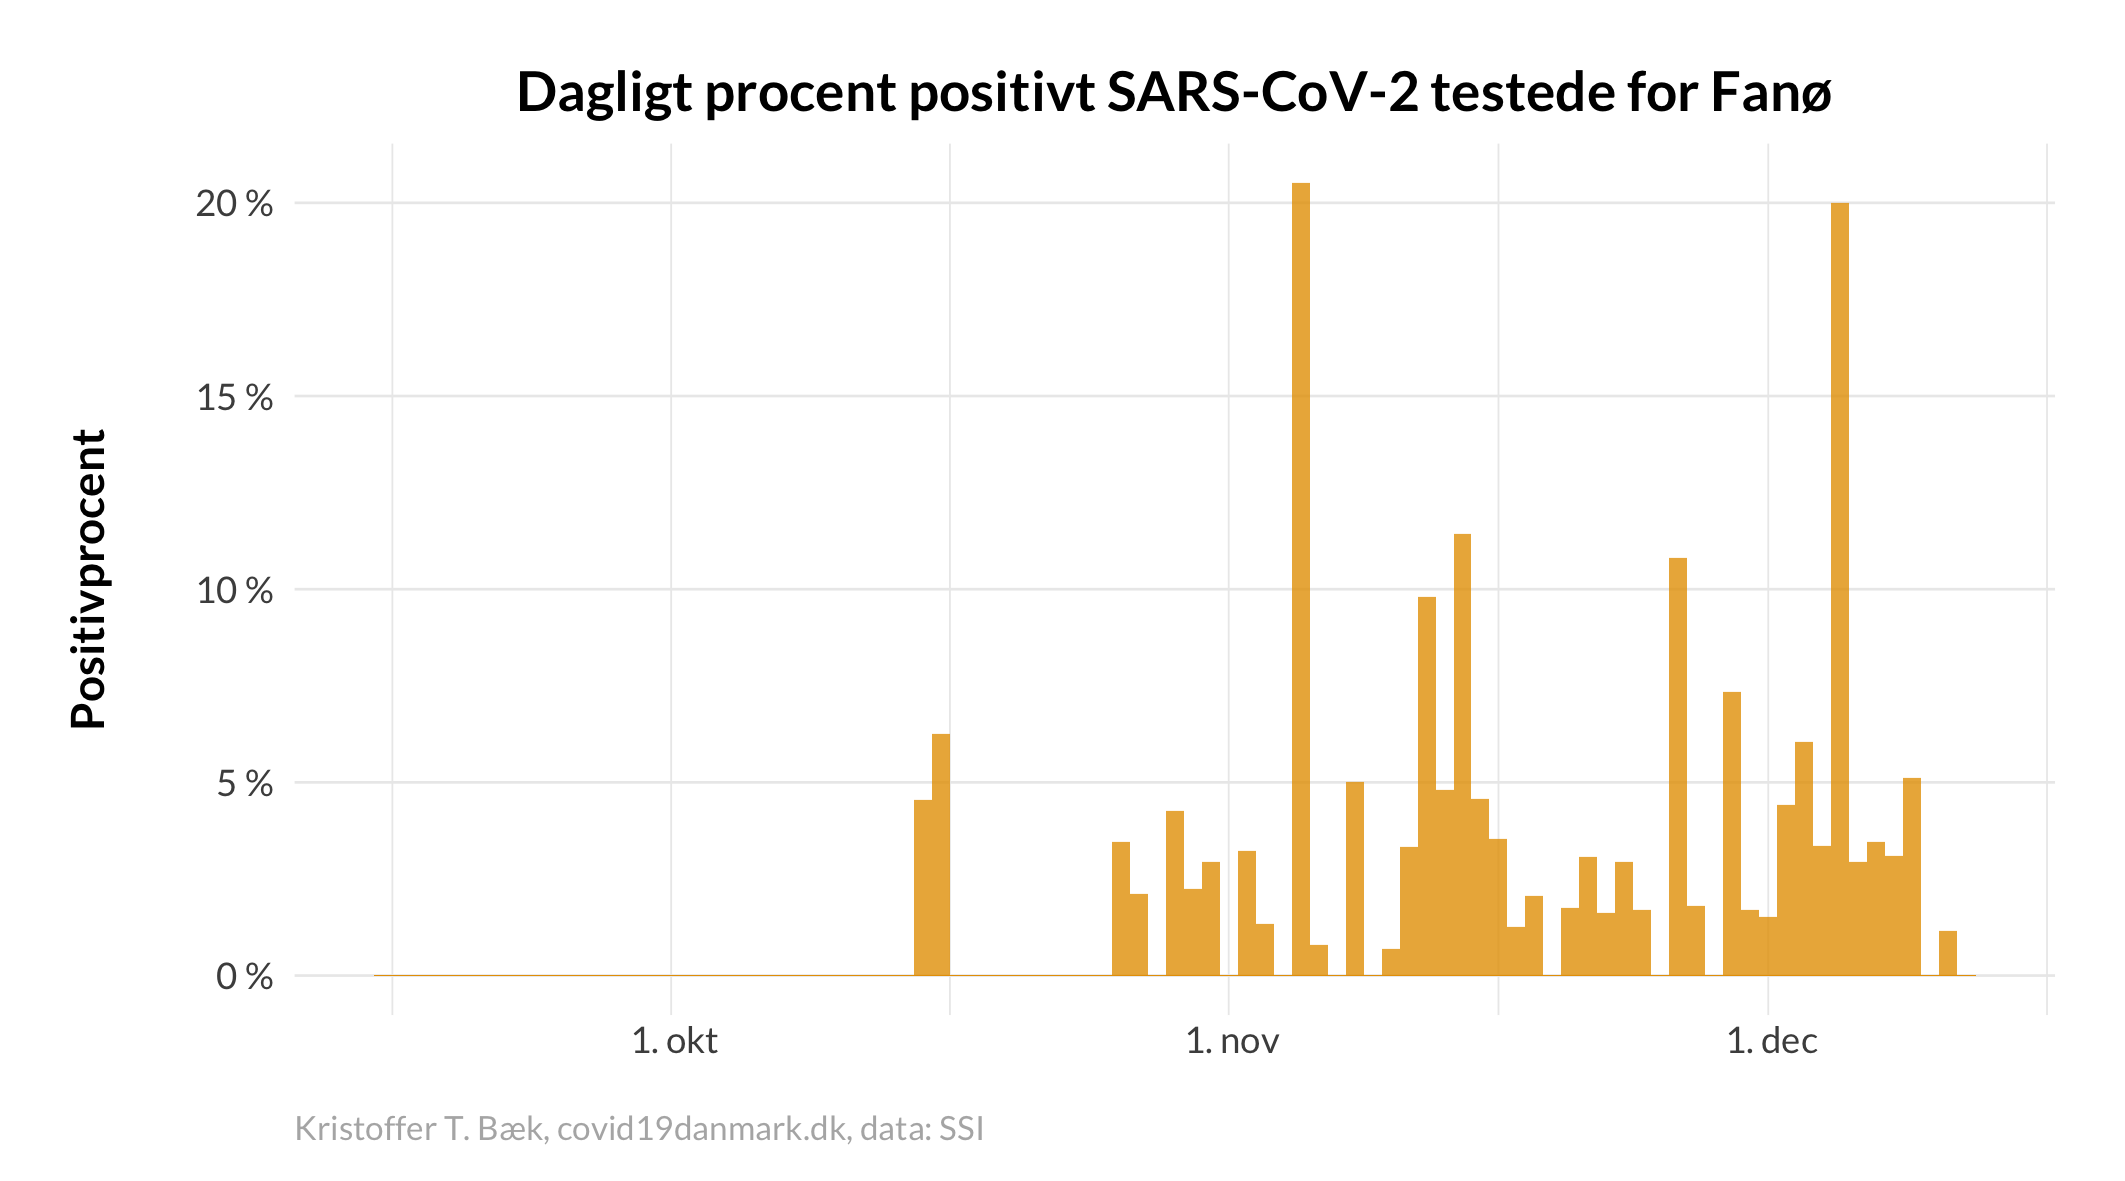 Dagligt procent positivt SARS-CoV-2 testede for Fanø
Positivprocent
20 %
15 %
10 %
5 %
0 %
1. okt
1. nov
1. dec
Kristoffer T. Bæk, covid19danmark.dk, data: SSI